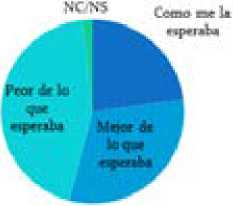 NC/NS
Como me la
esperaba
Peor de lo
que
esperaba
Mejor de
lo que
esperaba